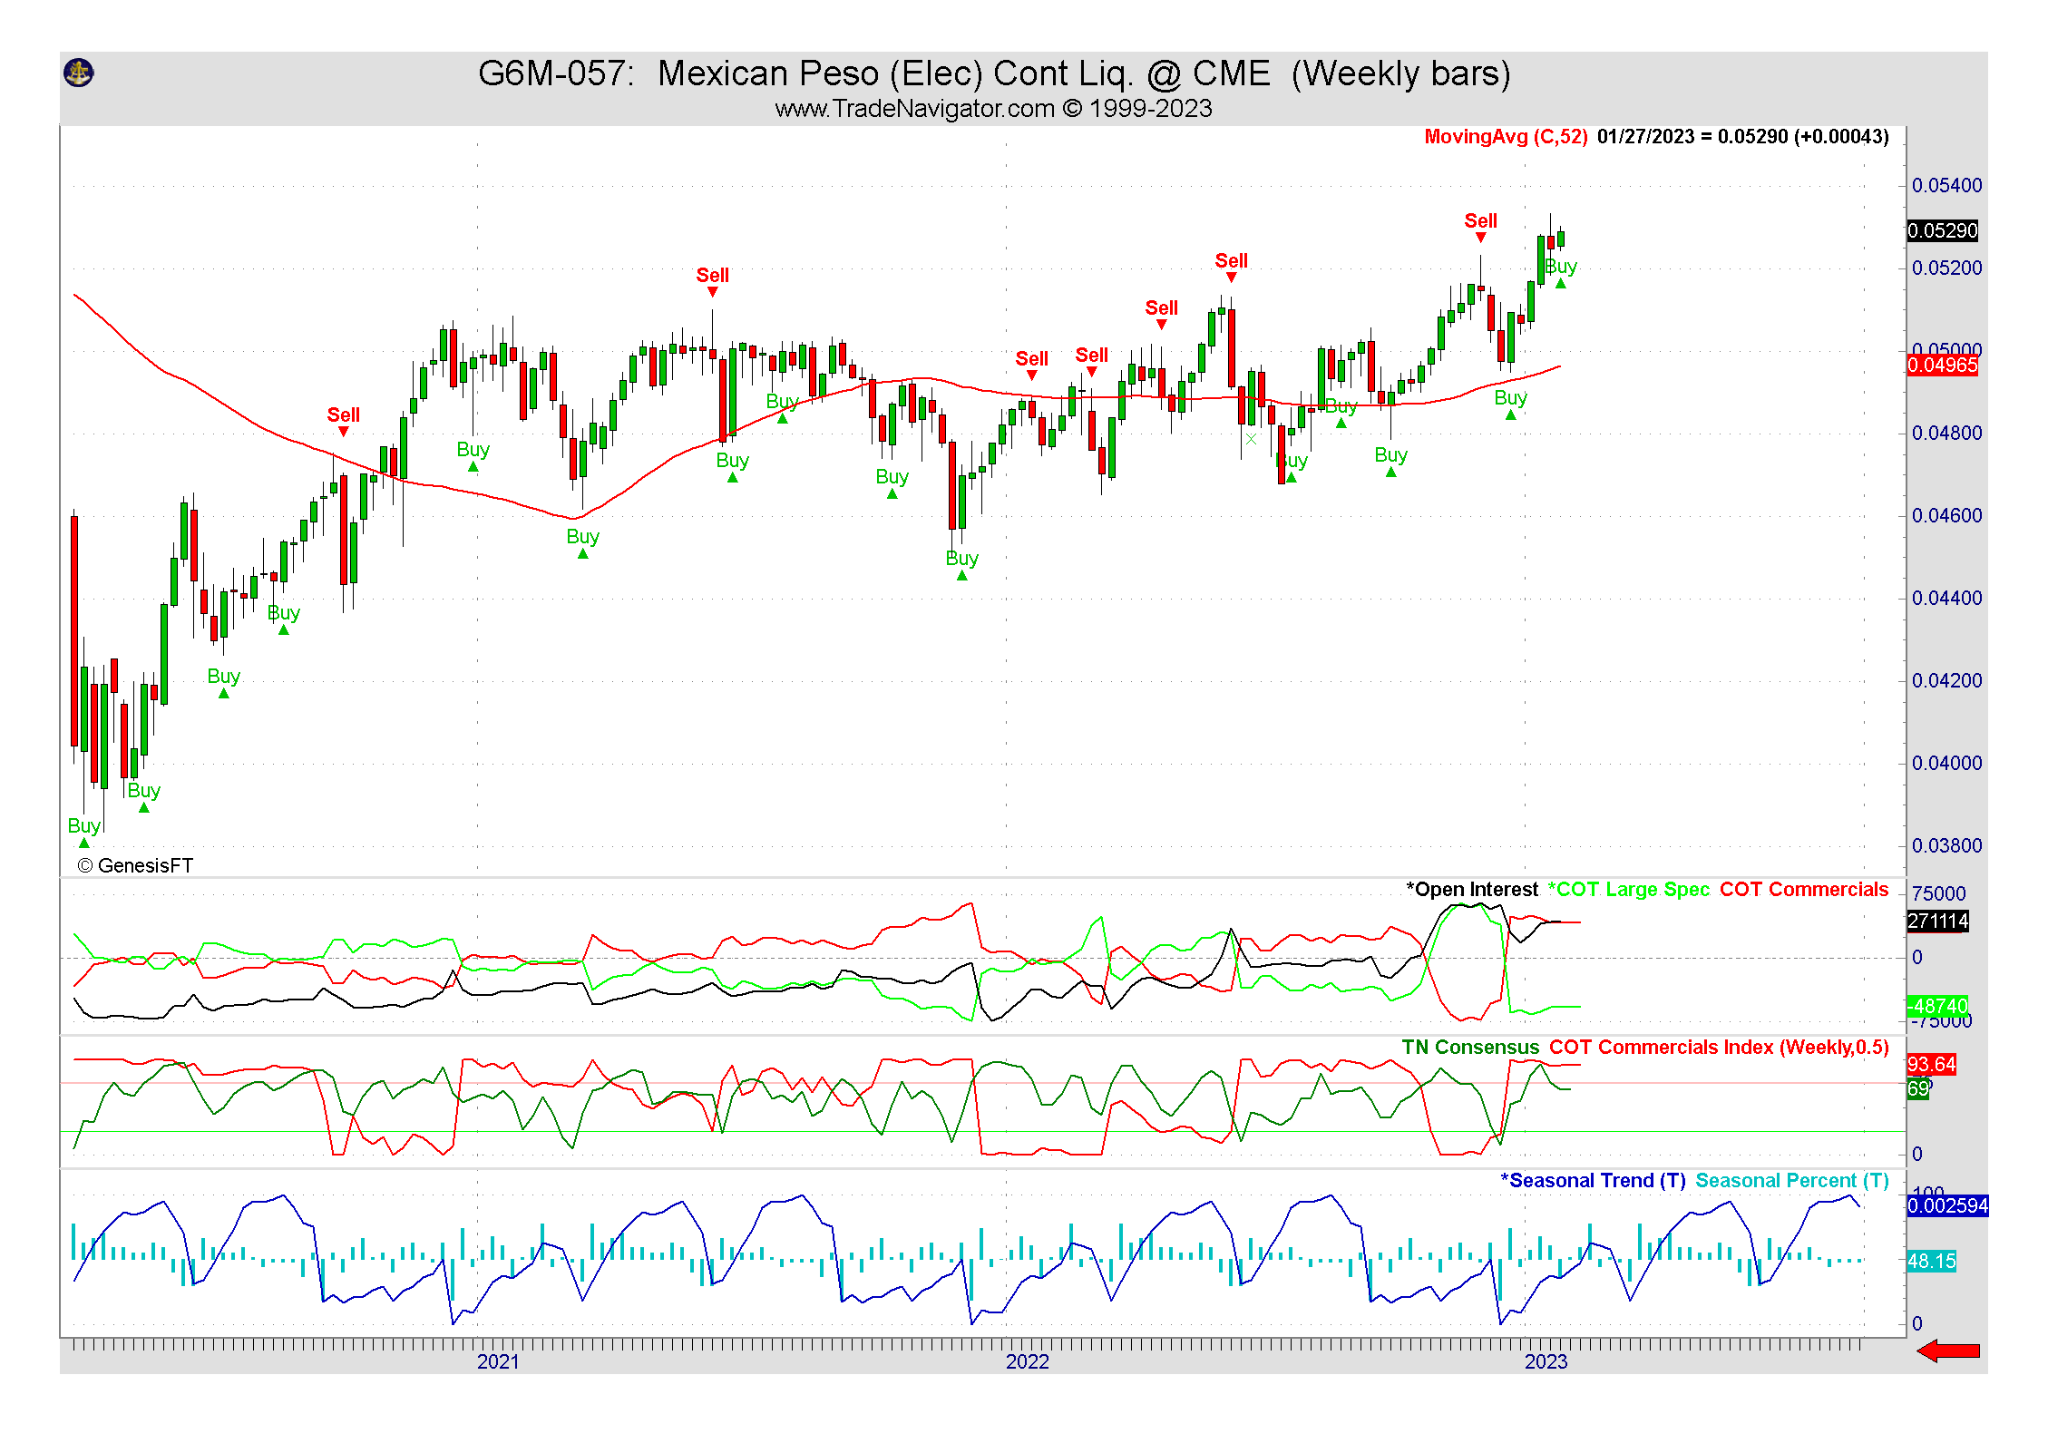 G6M-057: Mexican Peso (Elec) Cont Liq. @ CME (Weekly bars)
www.TradeNavigator.com © 1999-2023
MovingAvg (C,52) 01/27/2023 = 0.05290 (+0.00043)
0.05400
Sell
0.05290
Sell
Sell
Buy
0.05200
Sell
Sell
Sell
0.05000
0.04965
Sell
Buy
Buy
Buy
0.04800
Buy
Buy
Buy
Buy
Buy
0.04600
Buy
Buy
0.04400
Buy
Buy
0.04200
0.04000
Buy
Buy
0.03800
© GenesisFT
*Open Interest *COT Large Spec COT Commercials
75000
271114
0
-48740
-75000
TN Consensus COT Commercials Index (Weekly,0.5)
93.64
69
0
*Seasonal Trend (T) Seasonal Percent (T)
100
0.002594
48.15
0
2021 2022 2023